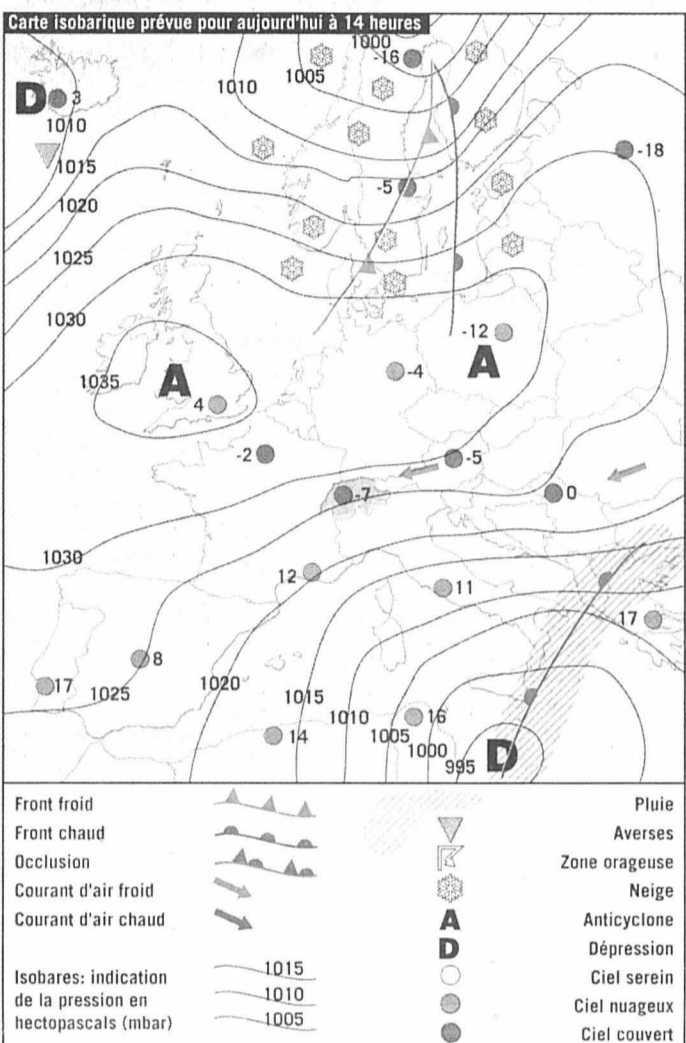 Carte isobarique prévue pour aujourd'hui à 14 heures
1000
-16
1005
1010
D
3
1010
-18
1015
-5
1020
1025
1030
-12
A
1035
A
-4
4
-2
-5
-7
0
1030
12
11
17
8
17
1025
1020
1015
1010
16
14
1005
1000
D
995
Front froid
Pluie
Front chaud
Averses
Occlusion
Zone orageuse
Courant d'air froid
Neige
Courant d'air chaud
A
Anticyclone
D
Dépression
Isobares: indication
1015
Ciel serein
de la pression en
1010
Ciel nuageux
hectopascals (mbar)
1005
Ciel couvert